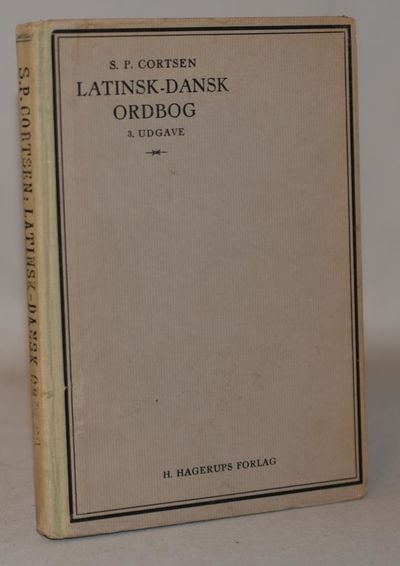 S. P. CORTSEN
LATINSK-DANSK
ORDBOG
3. UDGAVE
H. HAGERUPS FORLAG
S.P. CORTSEN: LATINSK-DANSK